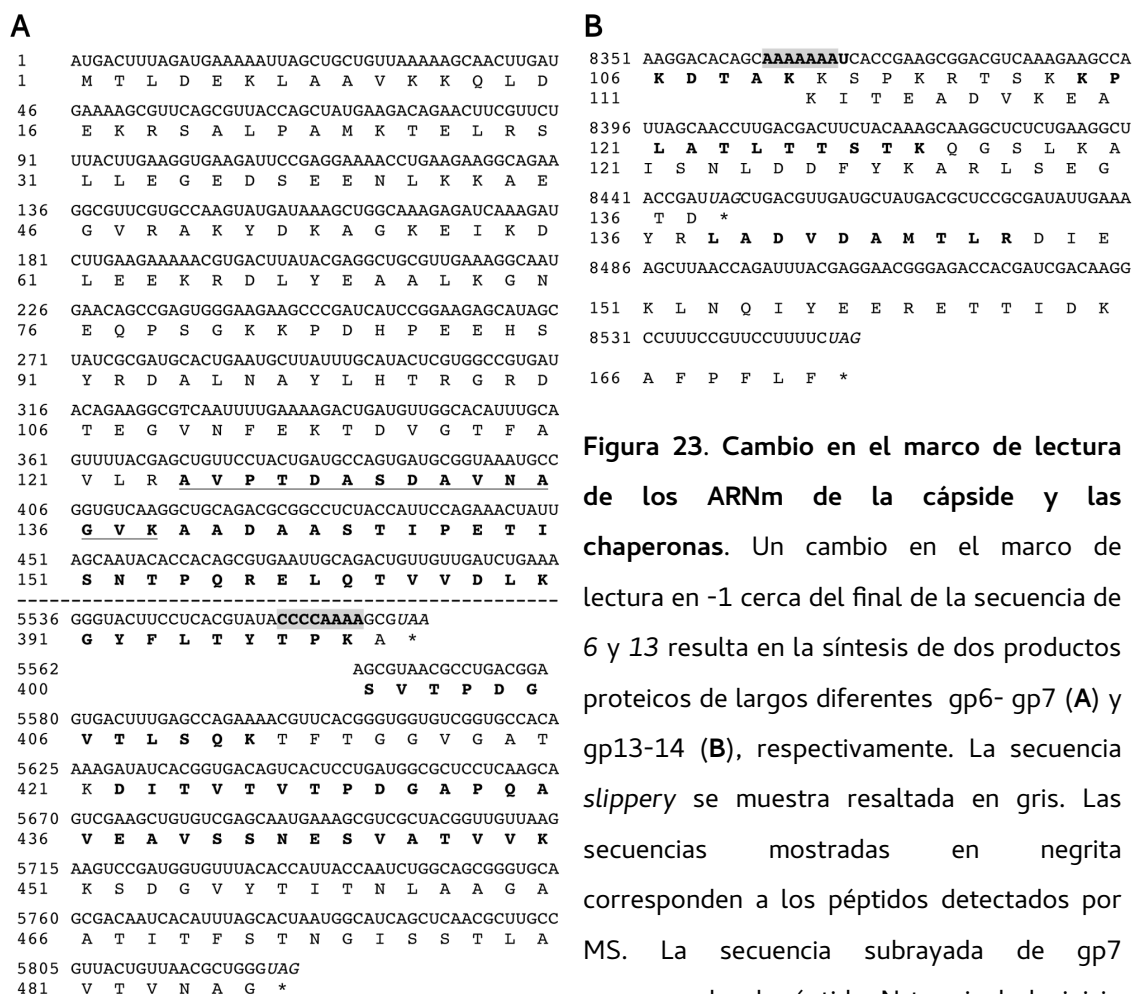 A
1 AUGACUUUAGAUGAAAAAUUAGCUGCUGUUAAAAAGCAACUUGAU
1 M T L D E K L A A V K K Q L D
46 GAAAAGCGUUCAGCGUUACCAGCUAUGAAGACAGAACUUCGUUCU
16 E K R S A L P A M K T E L R S
91 UUACUUGAAGGUGAAGAUUCCGAGGAAAACCUGAAGAAGGCAGAA
31 L L E G E D S E E N L K K A E
136 GGCGUUCGUGCCAAGUAUGAUAAAGCUGGCAAAGAGAUCAAAGAU
46 G V R A K Y D K A G K E I K D
181 CUUGAAGAAAAACGUGACUUAUACGAGGCUGCGUUGAAAGGCAAU
61 L E E K R D L Y E A A L K G N
226 GAACAGCCGAGUGGGAAGAAGCCCGAUCAUCCGGAAGAGCAUAGC
76 E Q P S G K K P D H P E E H S
271 UAUCGCGAUGCACUGAAUGCUUAUUUGCAUACUCGUGGCCGUGAU
91 Y R D A L N A Y L H T R G R D
316 ACAGAAGGCGTCAAUUUUGAAAAGACUGAUGUUGGCACAUUUGCA
106 T E G V N F E K T D V G T F A
361 GUUUUACGAGCUGUUCCUACUGAUGCCAGUGAUGCGGUAAAUGCC
121 V L R A V P T D A S D A V N A
406 GGUGUCAAGGCUGCAGACGCGGCCUCUACCAUUCCAGAAACUAUU
136 G V K A A D A A S T I P E T I
451 AGCAAUACACCACAGCGUGAAUUGCAGACUGUUGUUGAUCUGAAA
151 S N T P Q R E L Q T V V D L K
5536 GGGUACUUCCUCACGUAUACCCCAAAAGCGUAA
391 G Y F L T Y T P K A *
5562 AGCGUAACGCCUGACGGA
400 S V T P D G
5580 GUGACUUUGAGCCAGAAAACGUUCACGGGUGGUGUCGGUGCCACA
406 V T L S Q K T F T G G V G A T
5625 AAAGAUAUCACGGUGACAGUCACUCCUGAUGGCGCUCCUCAAGCA
421 K D I T V T V T P D G A P Q A
5670 GUCGAAGCUGUGUCGAGCAAUGAAAGCGUCGCUACGGUUGUUAAG
436 V E A V S S N E S V A T V V K
5715 AAGUCCGAUGGUGUUUACACCAUUACCAAUCUGGCAGCGGGUGCA
451 K S D G V Y T I T N L A A G A
5760 GCGACAAUCACAUUUAGCACUAAUGGCAUCAGCUCAACGCUUGCC
466 A T I T F S T N G I S S T L A
5805 GUUACUGUUAACGCUGGGUAG
481 V T V N A G *
B
8351 AAGGACACAGCAAAAAAAUCACCGAAGCGGACGUCAAAGAAGCCA
106 K D T A K K S P K R T S K K P
111 K I T E A D V K E A
8396 UUAGCAACCUUGACGACUUCUACAAAGCAAGGCUCUCUGAAGGCU
121 L A T L T T S T K Q G S L K A
121 I S N L D D F Y K A R L S E G
8441 ACCGAUUAGCUGACGUUGAUGCUAUGACGCUCCGCGAUAUUGAAA
136 T D *
136 Y R L A D V D A M T L R D I E
8486 AGCUUAACCAGAUUUACGAGGAACGGGAGACCACGAUCGACAAGG
151 K L N Q I Y E E R E T T I D K
8531 CCUUUCCGUUCCUUUUCUAG
166 A F P F L F *
Figura 23. Cambio en el marco de lectura
de los ARNm de la cápside y las
chaperonas. Un cambio en el marco de
lectura en -1 cerca del final de la secuencia de
6 y 13 resulta en la síntesis de dos productos
proteicos de largos diferentes gp6- gp7 (A) y
gp13-14 (B), respectivamente. La secuencia
slippery se muestra resaltada en gris. Las
secuencias mostradas en negrita
corresponden a los péptidos detectados por
MS. La secuencia subrayada de gp7